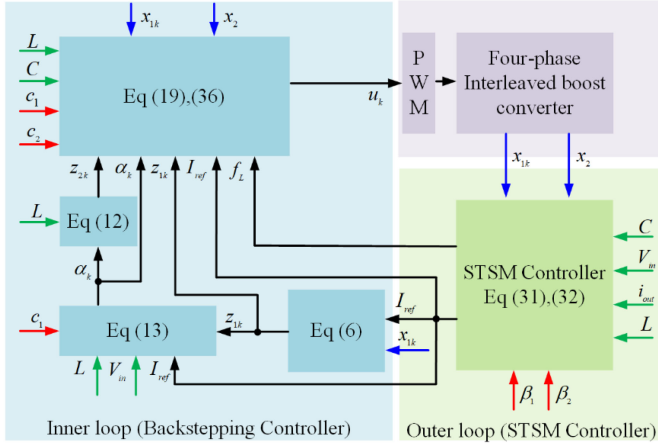 x1k
x2
L
C
c1
c2
Eq (19),(36)
uk
P
W
M
Four-phase
Interleaved boost
converter
z2k
αk
z1k
Iref
fL
x1k
x2
L
Eq (12)
αk
STSM Controller
Eq (31),(32)
C
Vin
iout
L
c1
Eq (13)
z1k
Eq (6)
Iref
x1k
L
Vin
Iref
β1
β2
Inner loop (Backstepping Controller)
Outer loop (STSM Controller)